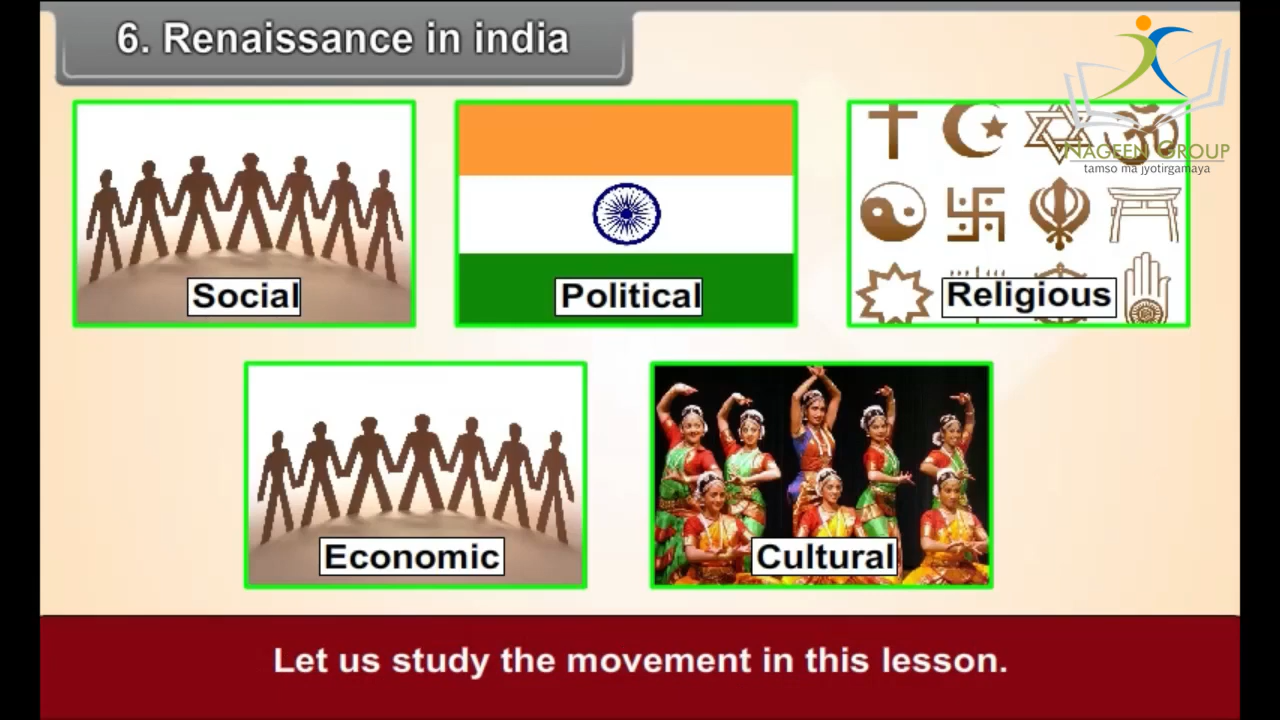 6. Renaissance in india
NAGEEN GROUP
tamso ma jyotirgamaya
Social
Political
Religious
Economic
Cultural
Let us study the movement in this lesson.